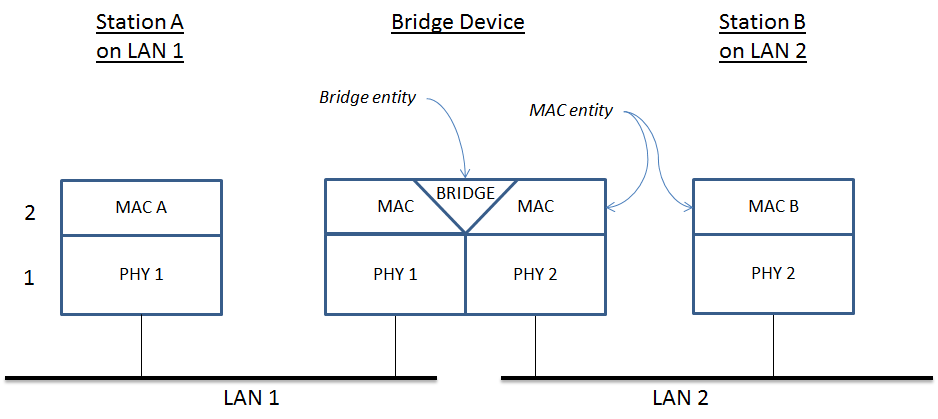 Station A
on LAN 1
Bridge Device
Station B
on LAN 2
Bridge entity
MAC entity
2
MAC A
MAC
BRIDGE
MAC
MAC B
1
PHY 1
PHY 1
PHY 2
PHY 2
LAN 1
LAN 2